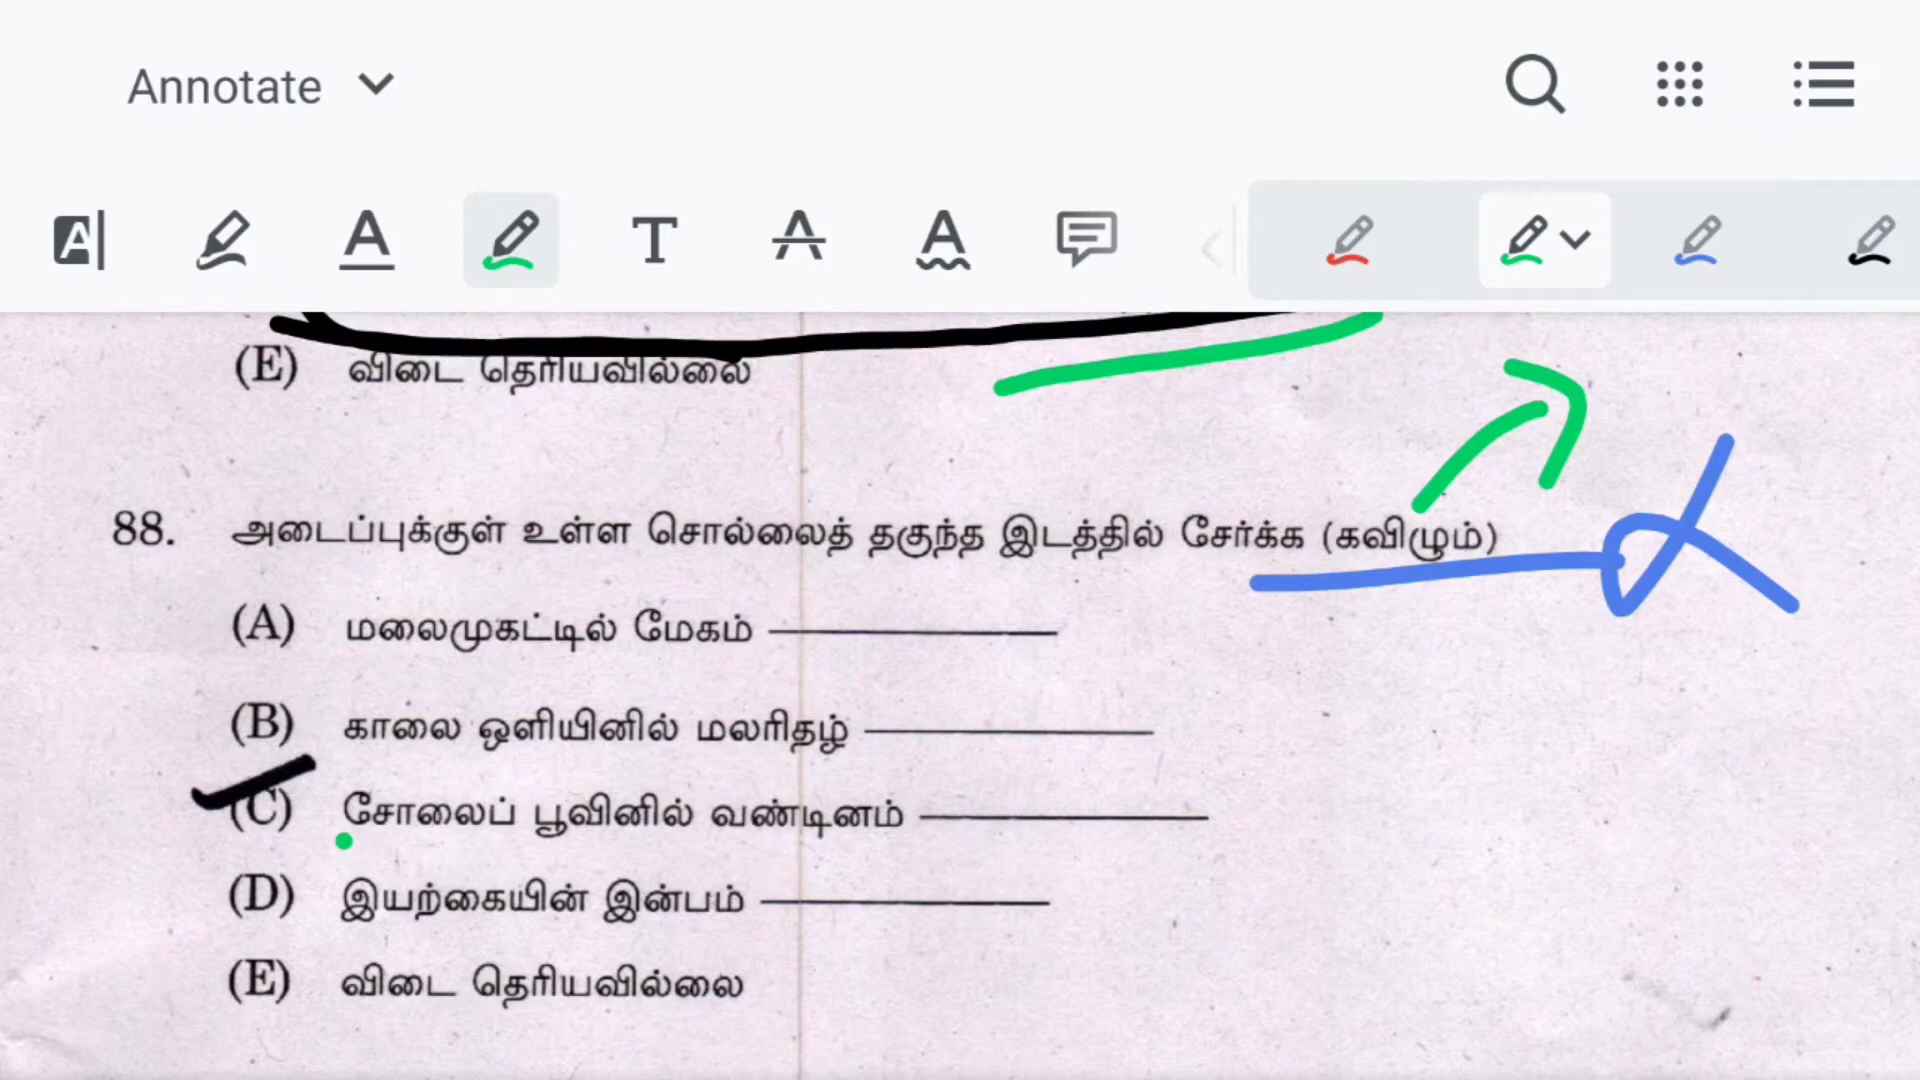 Annotate
(E) விடை தெரியவில்லை
88. அடைப்புக்குள் உள்ள சொல்லைத் தகுந்த இடத்தில் சேர்க்க (கவிழும்)
(A) மலைமுகட்டில் மேகம்
(B) காலை ஒளியினில் மலரிதழ்
(C) சோலைப் பூவினில் வண்டினம்
(D) இயற்கையின் இன்பம்
(E) விடை தெரியவில்லை